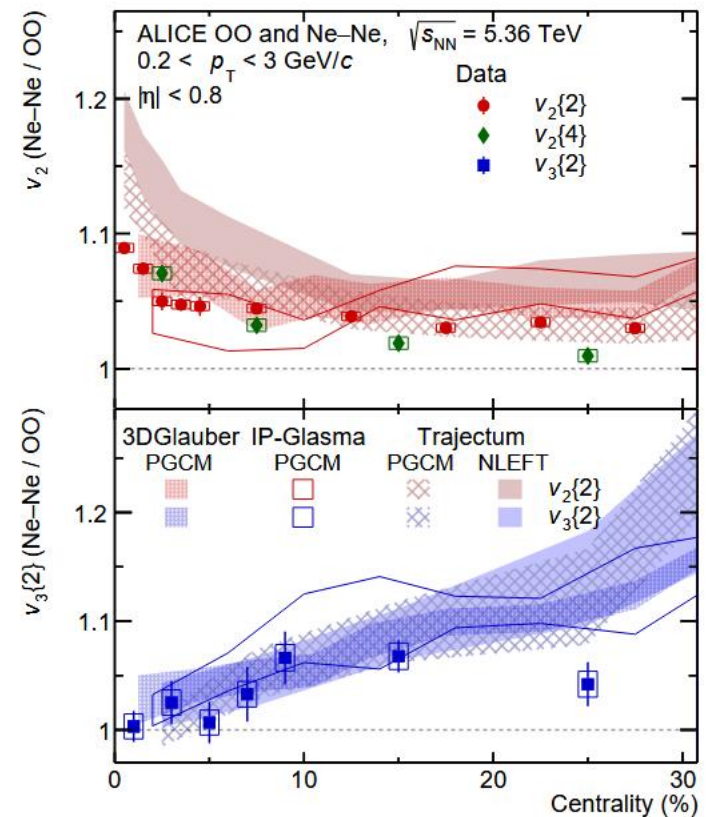 ALICE OO and Ne–Ne, √sNN = 5.36 TeV
0.2 < pT < 3 GeV/c
|η| < 0.8
Data
v2{2}
v2{4}
v3{2}
v2 (Ne–Ne / OO)
1.2
1.1
1
3DGlauber IP-Glasma Trajectum
PGCM PGCM PGCM NLEFT
v2{2}
v3{2}
v3{2} (Ne–Ne / OO)
1.2
1.1
1
0 10 20 30
Centrality (%)